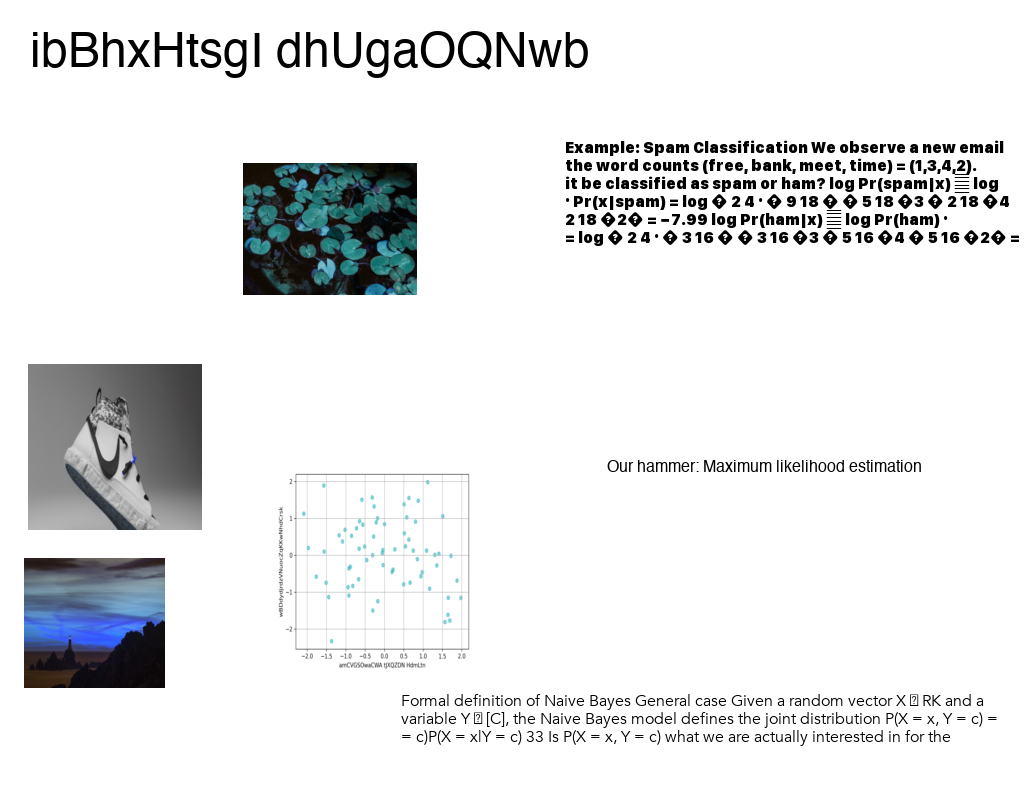 ibBhxHtsgI dhUgaOQNwb
Example: Spam Classification We observe a new email
the word counts (free, bank, meet, time) = (1,3,4,2).
it be classified as spam or ham? log Pr(spam|x) log
· Pr(x|spam) = log � 2 4 · � 9 18 � � 5 18 �3 � 2 18 �4
2 18 �2� = −7.99 log Pr(ham|x) log Pr(ham) ·
= log � 2 4 · � 3 16 � � 3 16 �3 � 5 16 �4 � 5 16 �2� =
Our hammer: Maximum likelihood estimation
2
1
0
−1
−2
−2.0 −1.5 −1.0 −0.5 0.0 0.5 1.0 1.5 2.0
Formal definition of Naive Bayes General case Given a random vector X RK and a
variable Y [C], the Naive Bayes model defines the joint distribution P(X = x, Y = c) =
= c)P(X = x|Y = c) 33 Is P(X = x, Y = c) what we are actually interested in for the